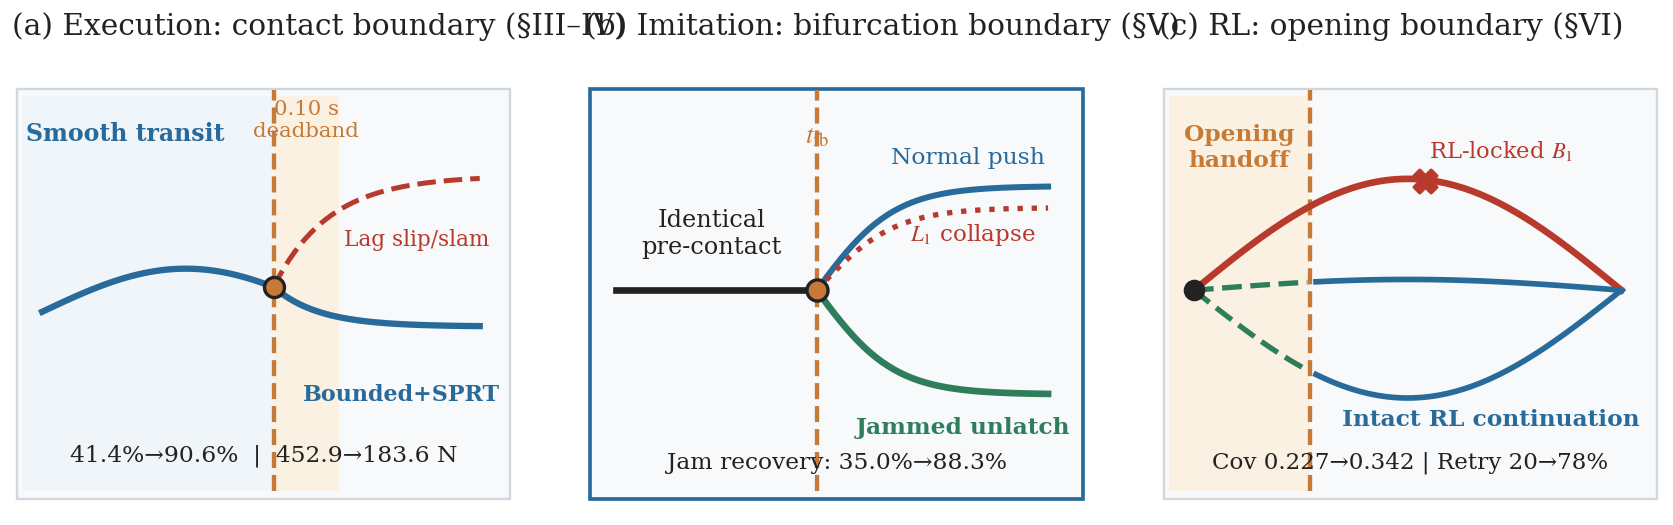 (a) Execution: contact boundary (§III–IV)
0.10 s
deadband
Smooth transit
Lag slip/slam
Bounded+SPRT
41.4%→90.6% | 452.9→183.6 N
(b) Imitation: bifurcation boundary (§V)
t_fb
Normal push
Identical
pre-contact
L₁ collapse
Jammed unlatch
Jam recovery: 35.0%→88.3%
(c) RL: opening boundary (§VI)
Opening
handoff
RL-locked B₁
Intact RL continuation
Cov 0.227→0.342 | Retry 20→78%